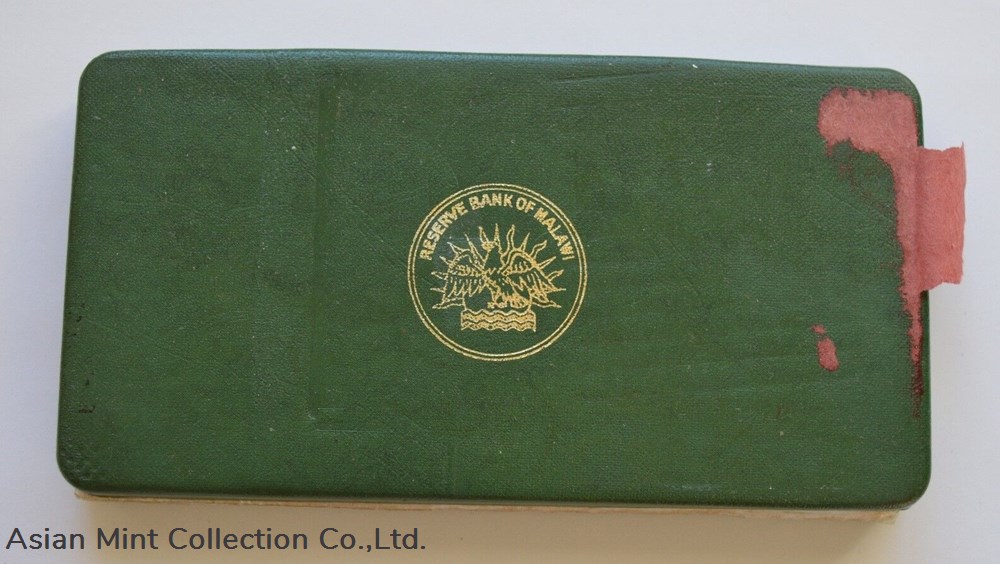 RESERVE BANK OF MALAWI
Asian Mint Collection Co.,Ltd.